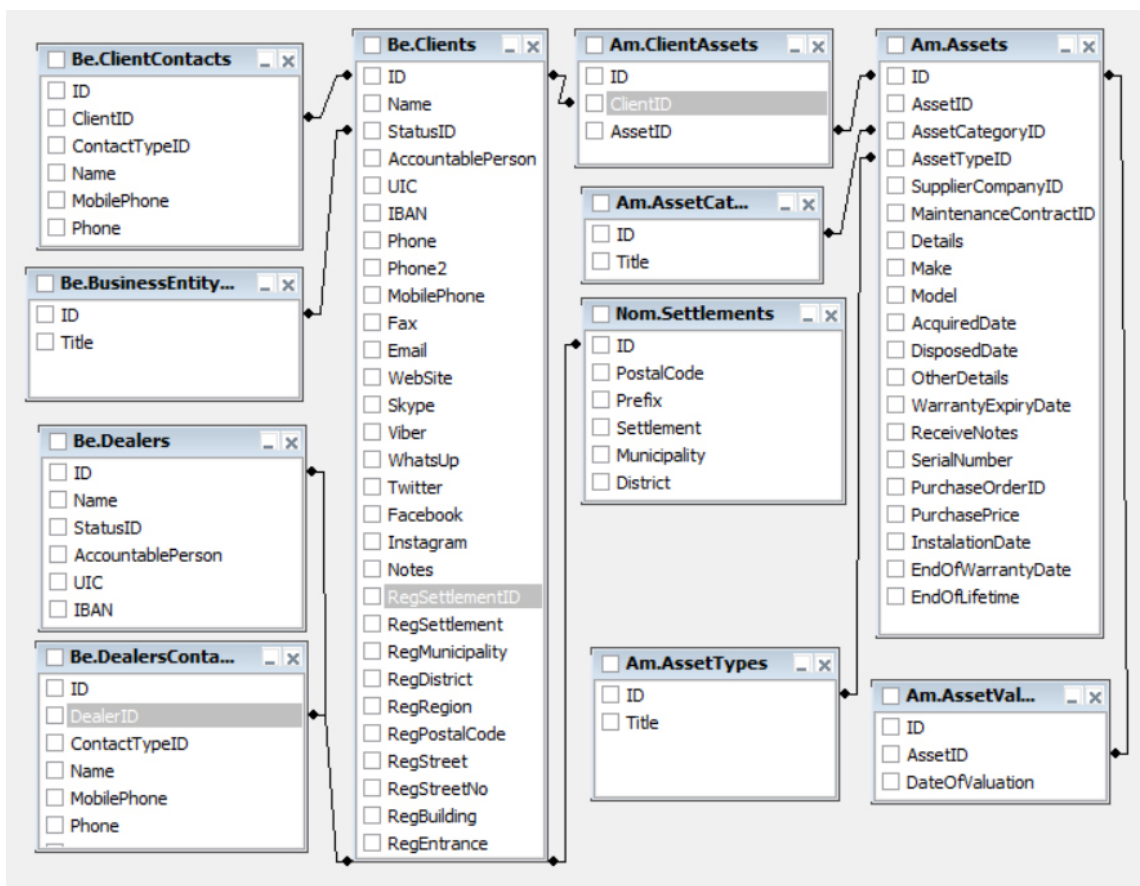 Be.ClientContacts
ID
ClientID
ContactTypeID
Name
MobilePhone
Phone
Be.BusinessEntity...
ID
Title
Be.Dealers
ID
Name
StatusID
AccountablePerson
UIC
IBAN
Be.DealersConta...
ID
DealerID
ContactTypeID
Name
MobilePhone
Phone
Be.Clients
ID
Name
StatusID
AccountablePerson
UIC
IBAN
Phone
Phone2
MobilePhone
Fax
Email
WebSite
Skype
Viber
WhatsUp
Twitter
Facebook
Instagram
Notes
RegSettlementID
RegSettlement
RegMunicipality
RegDistrict
RegRegion
RegPostalCode
RegStreet
RegStreetNo
RegBuilding
RegEntrance
Am.ClientAssets
ID
ClientID
AssetID
Am.AssetCat...
ID
Title
Nom.Settlements
ID
PostalCode
Prefix
Settlement
Municipality
District
Am.AssetTypes
ID
Title
Am.Assets
ID
AssetID
AssetCategoryID
AssetTypeID
SupplierCompanyID
MaintenanceContractID
Details
Make
Model
AcquiredDate
DisposedDate
OtherDetails
WarrantyExpiryDate
ReceiveNotes
SerialNumber
PurchaseOrderID
PurchasePrice
InstalationDate
EndOfWarrantyDate
EndOfLifetime
Am.AssetVal...
ID
AssetID
DateOfValuation